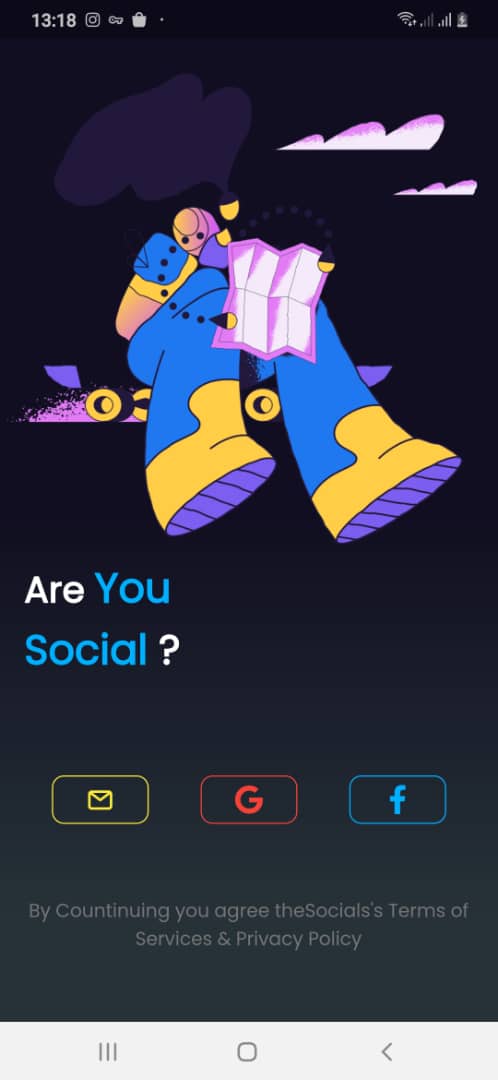 13:18
Are You
Social ?
By Countinuing you agree theSocials's Terms of
Services & Privacy Policy